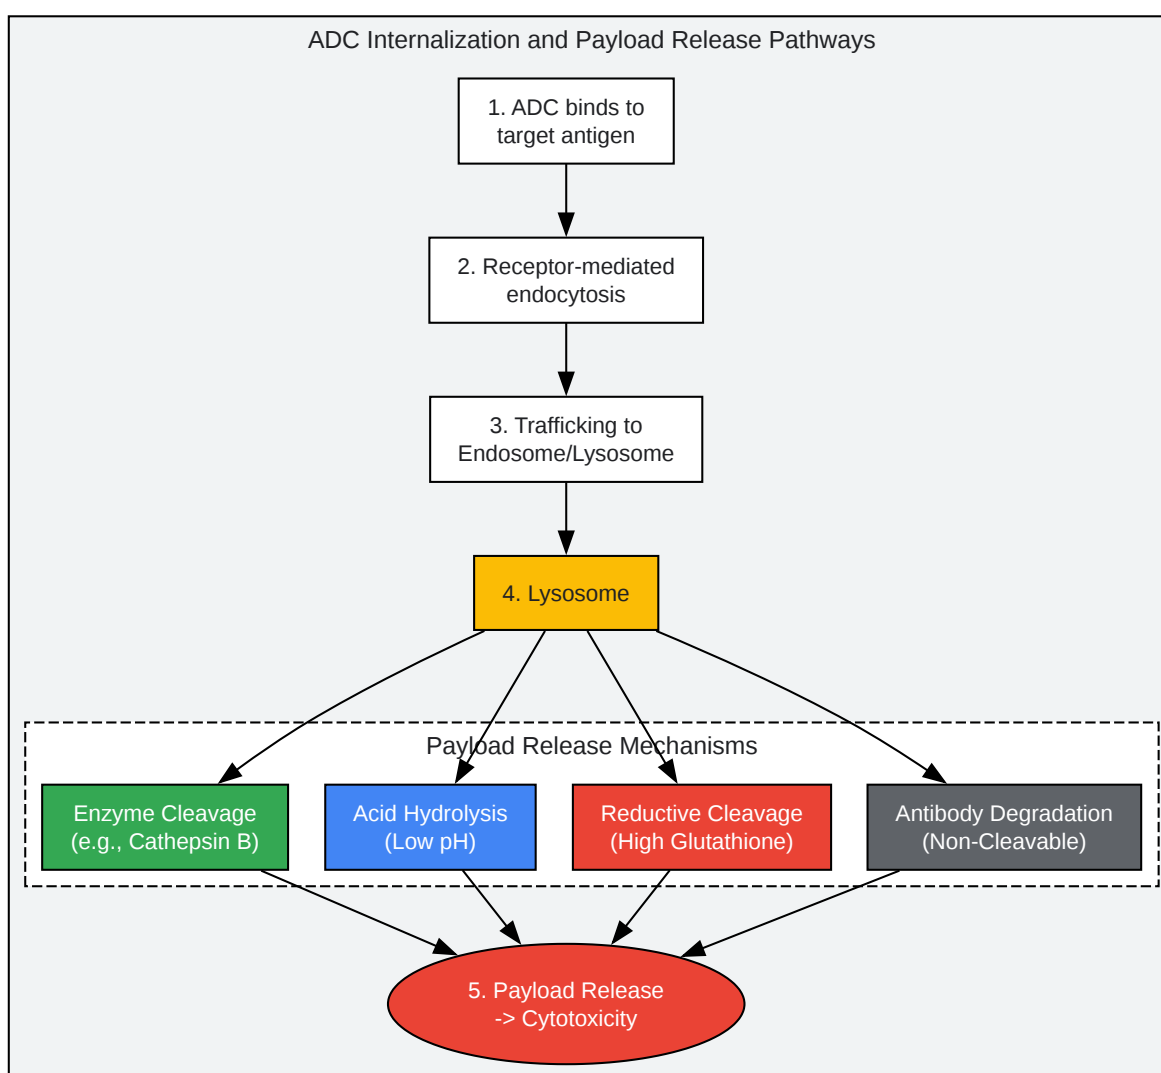 ADC Internalization and Payload Release Pathways
1. ADC binds to
target antigen
2. Receptor-mediated
endocytosis
3. Trafficking to
Endosome/Lysosome
4. Lysosome
Payload Release Mechanisms
Enzyme Cleavage
(e.g., Cathepsin B)
Acid Hydrolysis
(Low pH)
Reductive Cleavage
(High Glutathione)
Antibody Degradation
(Non-Cleavable)
5. Payload Release
-> Cytotoxicity